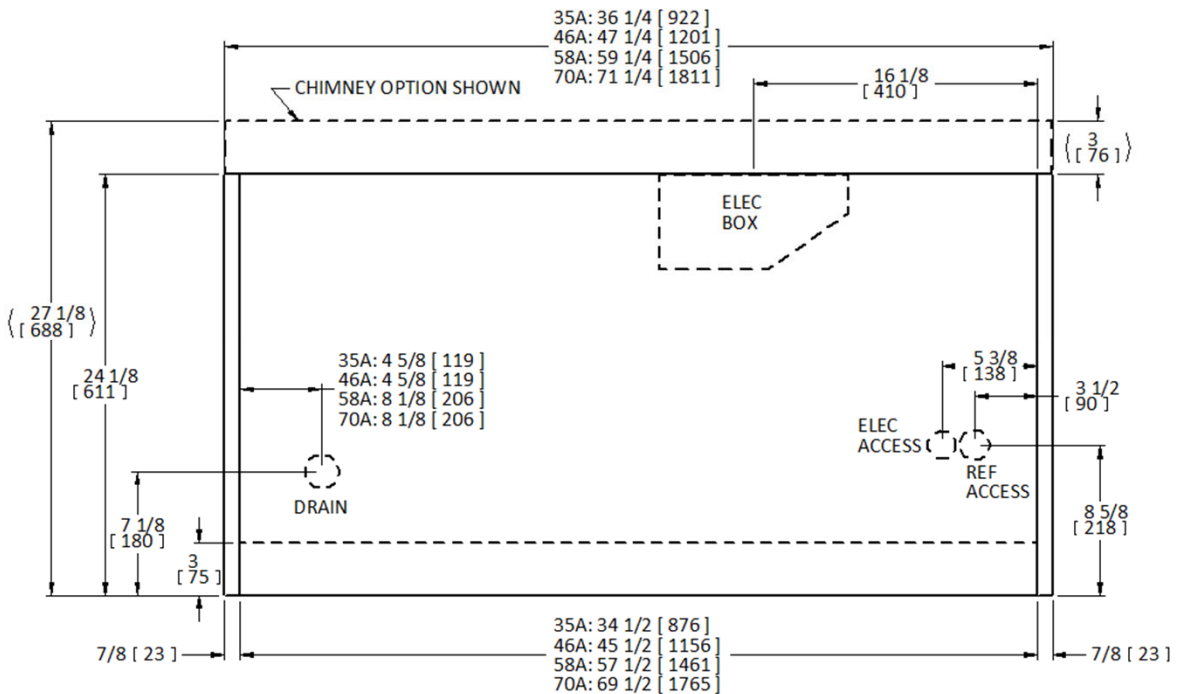 35A: 36 1/4 [ 922 ]
46A: 47 1/4 [ 1201 ]
58A: 59 1/4 [ 1506 ]
70A: 71 1/4 [ 1811 ]
16 1/8
[ 410 ]
CHIMNEY OPTION SHOWN
( 3
[ 76 ] )
ELEC
BOX
( 27 1/8
[ 688 ] )
24 1/8
[ 611 ]
35A: 4 5/8 [ 119 ]
46A: 4 5/8 [ 119 ]
58A: 8 1/8 [ 206 ]
70A: 8 1/8 [ 206 ]
5 3/8
[ 138 ]
3 1/2
[ 90 ]
ELEC
ACCESS
REF
ACCESS
DRAIN
7 1/8
[ 180 ]
8 5/8
[ 218 ]
3
[ 75 ]
35A: 34 1/2 [ 876 ]
46A: 45 1/2 [ 1156 ]
58A: 57 1/2 [ 1461 ]
70A: 69 1/2 [ 1765 ]
7/8 [ 23 ]
7/8 [ 23 ]